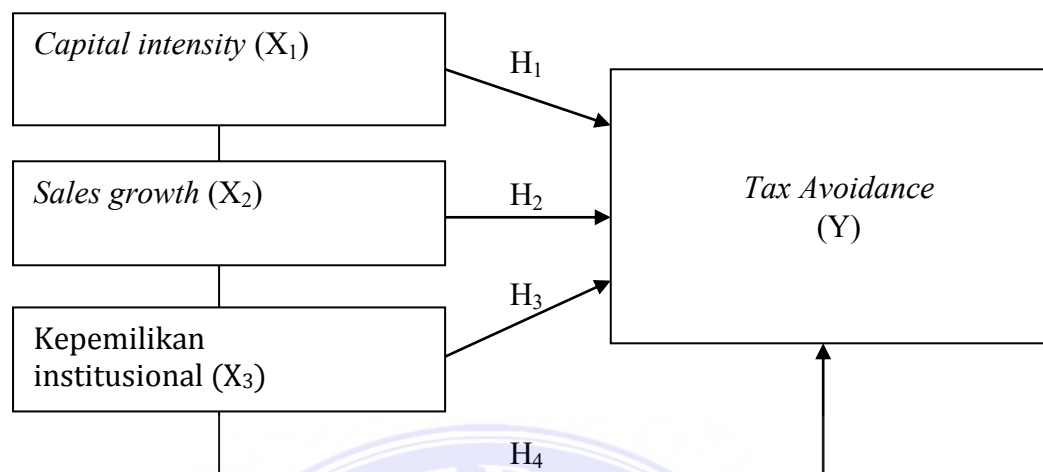 Capital intensity (X₁)
H₁
Sales growth (X₂)
H₂
Tax Avoidance
(Y)
H₃
Kepemilikan
institusional (X₃)
H₄